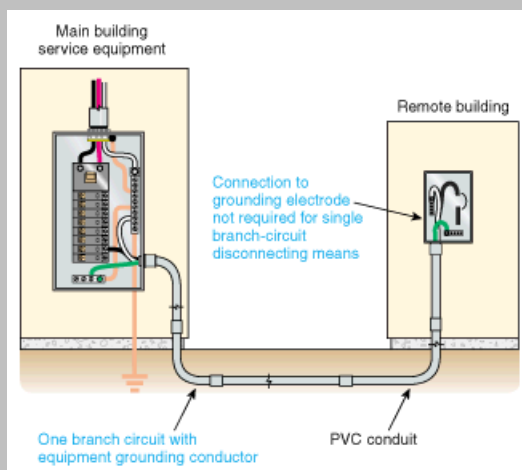 Main building
service equipment
Remote building
Connection to
grounding electrode
not required for single
branch-circuit
disconnecting means
One branch circuit with
equipment grounding conductor
PVC conduit